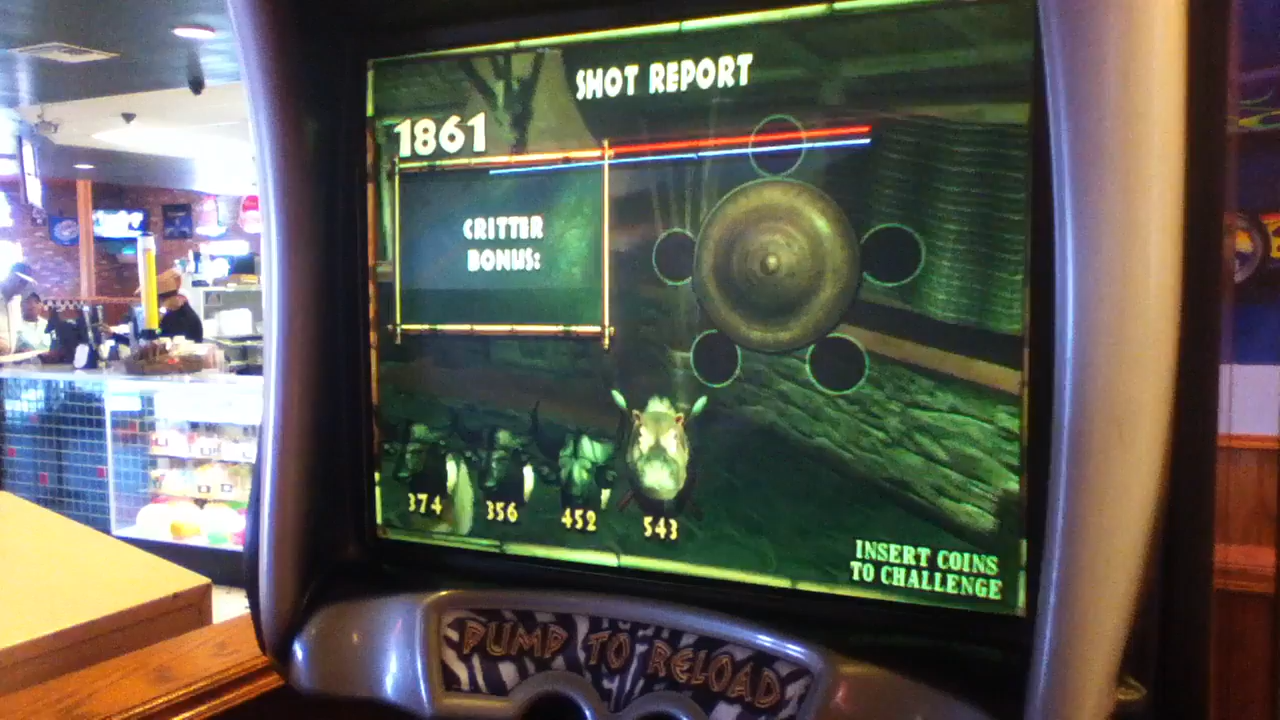 SHOT REPORT
1861
CRITTER
BONUS:
374 356 452 543
INSERT COINS
TO CHALLENGE
PUMP TO RELOAD